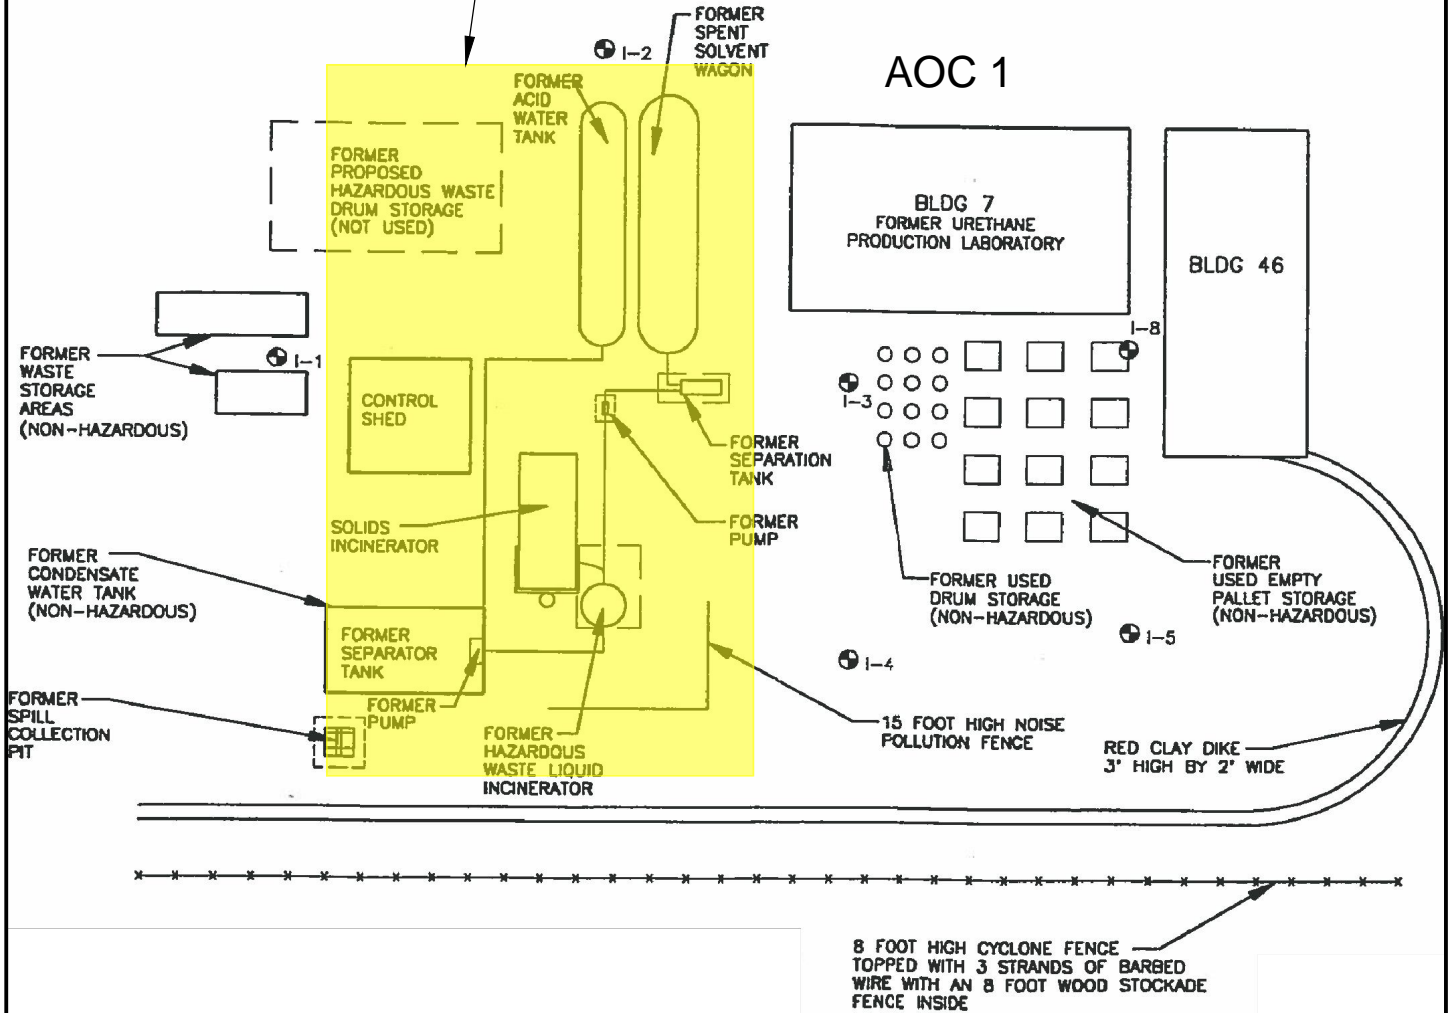 FORMER
SPENT
SOLVENT
WAGON
I-2
AOC 1
FORMER
ACID
WATER
TANK
FORMER
PROPOSED
HAZARDOUS WASTE
DRUM STORAGE
(NOT USED)
BLDG 7
FORMER URETHANE
PRODUCTION LABORATORY
BLDG 46
I-8
FORMER
WASTE
STORAGE
AREAS
(NON-HAZARDOUS)
I-1
CONTROL
SHED
I-3
FORMER
SEPARATION
TANK
FORMER
PUMP
SOLIDS
INCINERATOR
FORMER
CONDENSATE
WATER TANK
(NON-HAZARDOUS)
FORMER USED
DRUM STORAGE
(NON-HAZARDOUS)
FORMER
USED EMPTY
PALLET STORAGE
(NON-HAZARDOUS)
FORMER
SEPARATOR
TANK
I-4
I-5
FORMER
SPILL
COLLECTION
PIT
FORMER
PUMP
FORMER
HAZARDOUS
WASTE LIQUID
INCINERATOR
15 FOOT HIGH NOISE
POLLUTION FENCE
RED CLAY DIKE
3' HIGH BY 2' WIDE
8 FOOT HIGH CYCLONE FENCE
TOPPED WITH 3 STRANDS OF BARBED
WIRE WITH AN 8 FOOT WOOD STOCKADE
FENCE INSIDE